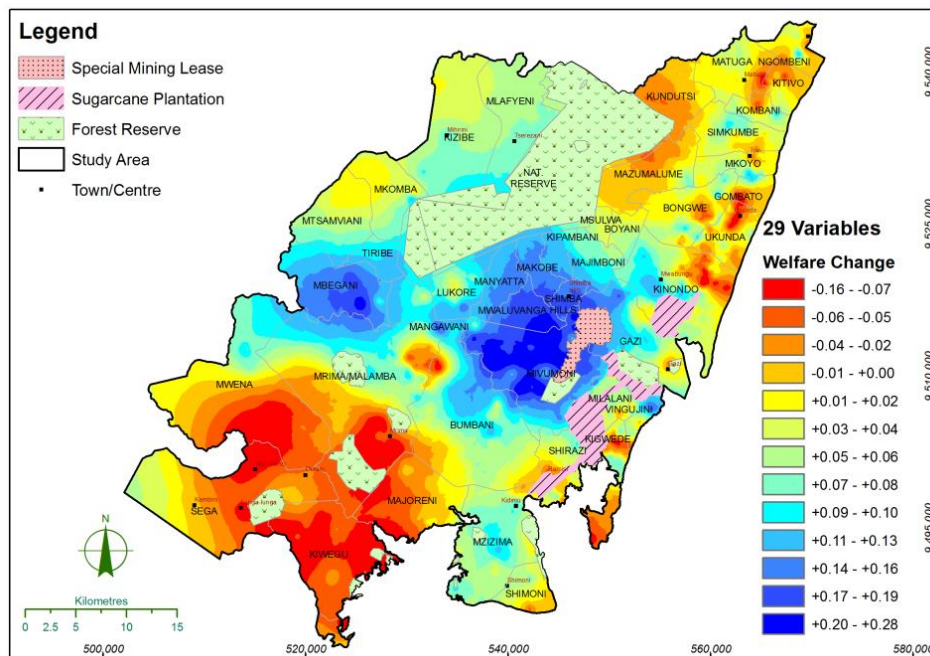 Legend
Special Mining Lease
Sugarcane Plantation
Forest Reserve
Study Area
Town/Centre
MATUGA
NGOMBENI
KITIVO
KUNDUTSI
KOMBANI
SIMKUMBE
MKOYO
MLAFYENI
KIZIBE
Tserezani
NAT.
RESERVE
MAZUMALUME
GOMBATO
BONGWE
UKUNDA
MKOMBA
MTSAMVIANI
MSULWA
BOYANI
KIPAMBANI
TIRIBE
MAJIMBONI
MAKOBE
MBEGANI
MANYATTA
LUKORE
SHIMBA
MWALUVANGA HILLS
KINONDO
MANGAWANI
GAZI
MWENA
MRIMA/MALAMBA
HIVUMONI
MILALANI
VINGUJINI
BUMBANI
KIGWEDE
SHIRAZI
SEGA
MAJORENI
Kidimu
KIWEGU
MZIZIMA
Shimoni
SHIMONI
N
Kilometres
0 2.5 5 10 15
29 Variables
Welfare Change
-0.16 - -0.07
-0.06 - -0.05
-0.04 - -0.02
-0.01 - +0.00
+0.01 - +0.02
+0.03 - +0.04
+0.05 - +0.06
+0.07 - +0.08
+0.09 - +0.10
+0.11 - +0.13
+0.14 - +0.16
+0.17 - +0.19
+0.20 - +0.28
9,540,000
9,525,000
9,510,000
9,495,000
500,000
520,000
540,000
560,000
580,000